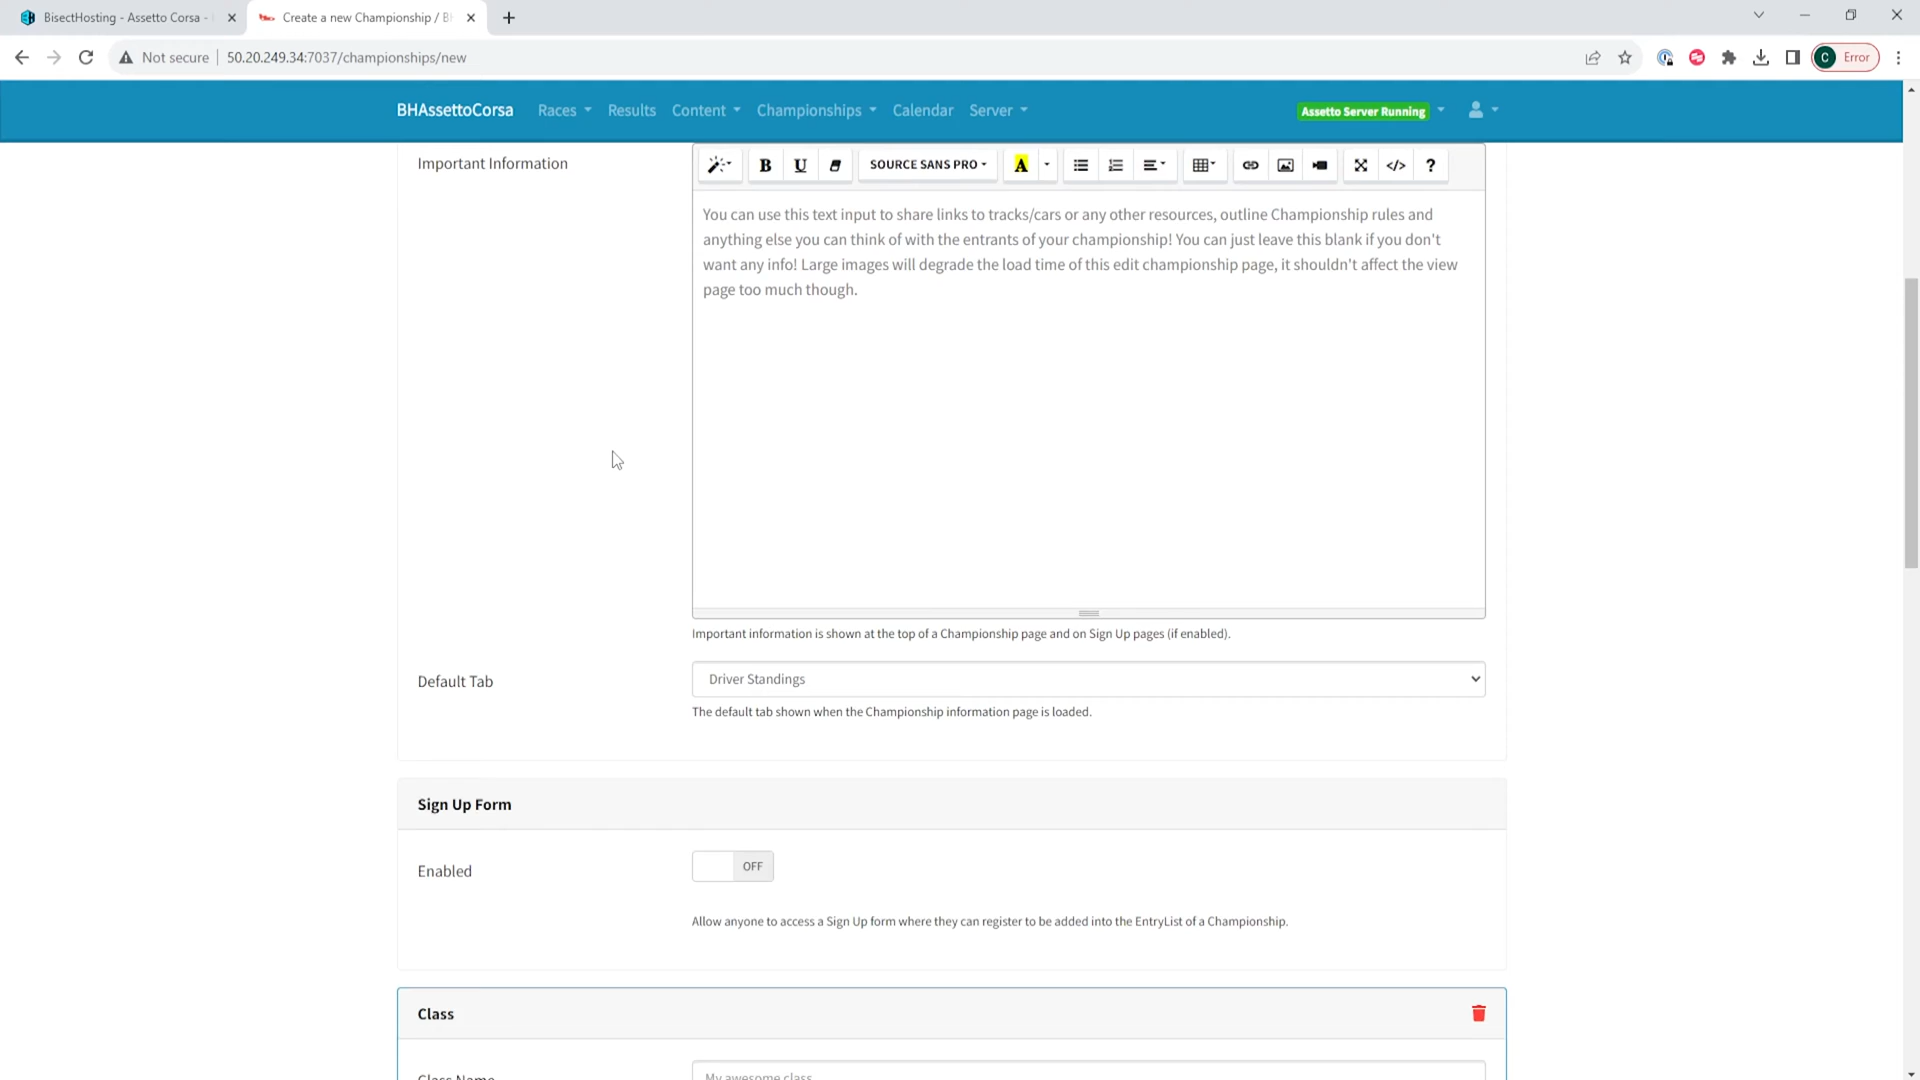 BisectHosting - Assetto Corsa -
Create a new Championship / BH
Not secure
50.20.249.34:7037/championships/new
C
Error
BHAssettoCorsa
Races
Results
Content
Championships
Calendar
Server
Assetto Server Running
Important Information
B
U
SOURCE SANS PRO
A
</>
?
You can use this text input to share links to tracks/cars or any other resources, outline Championship rules and
anything else you can think of with the entrants of your championship! You can just leave this blank if you don't
want any info! Large images will degrade the load time of this edit championship page, it shouldn't affect the view
page too much though.
Important information is shown at the top of a Championship page and on Sign Up pages (if enabled).
Default Tab
Driver Standings
The default tab shown when the Championship information page is loaded.
Sign Up Form
Enabled
OFF
Allow anyone to access a Sign Up form where they can register to be added into the EntryList of a Championship.
Class
Class Name
My awesome class